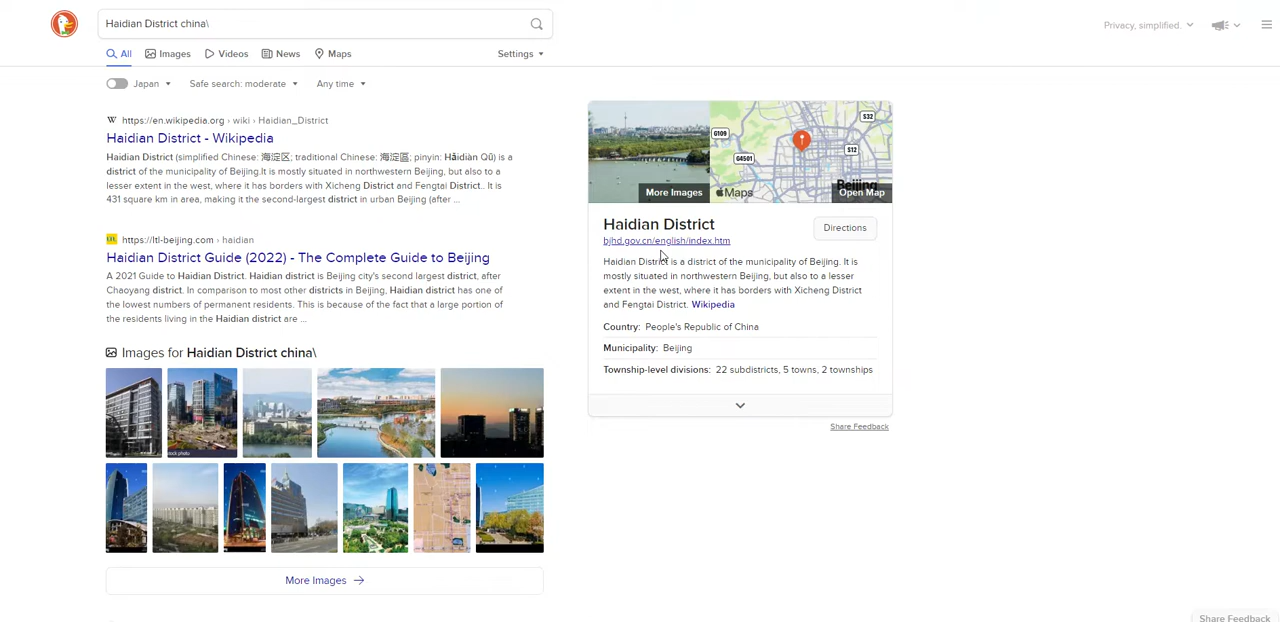 Haidian District china\
Privacy, simplified.
All
Images
Videos
News
Maps
Settings
Japan
Safe search: moderate
Any time
W https://en.wikipedia.org › wiki › Haidian_District
Haidian District - Wikipedia
Haidian District (simplified Chinese: 海淀区; traditional Chinese: 海淀區; pinyin: Hǎidiàn Qū) is a
district of the municipality of Beijing.It is mostly situated in northwestern Beijing, but also to a
lesser extent in the west, where it has borders with Xicheng District and Fengtai District.. It is
431 square km in area, making it the second-largest district in urban Beijing (after ...
https://ltl-beijing.com › haidian
Haidian District Guide (2022) - The Complete Guide to Beijing
A 2021 Guide to Haidian District. Haidian district is Beijing city's second largest district, after
Chaoyang district. In comparison to most other districts in Beijing, Haidian district has one of
the lowest numbers of permanent residents. This is because of the fact that a large portion of
the residents living in the Haidian district are ...
Images for Haidian District china\
stock photo
More Images →
S32
G109
G4501
S12
Beijing
More Images
Maps
Open Map
Haidian District
Directions
bjhd.gov.cn/english/index.htm
Haidian District is a district of the municipality of Beijing. It is
mostly situated in northwestern Beijing, but also to a lesser
extent in the west, where it has borders with Xicheng District
and Fengtai District. Wikipedia
Country: People's Republic of China
Municipality: Beijing
Township-level divisions: 22 subdistricts, 5 towns, 2 townships
Share Feedback
Share Feedback